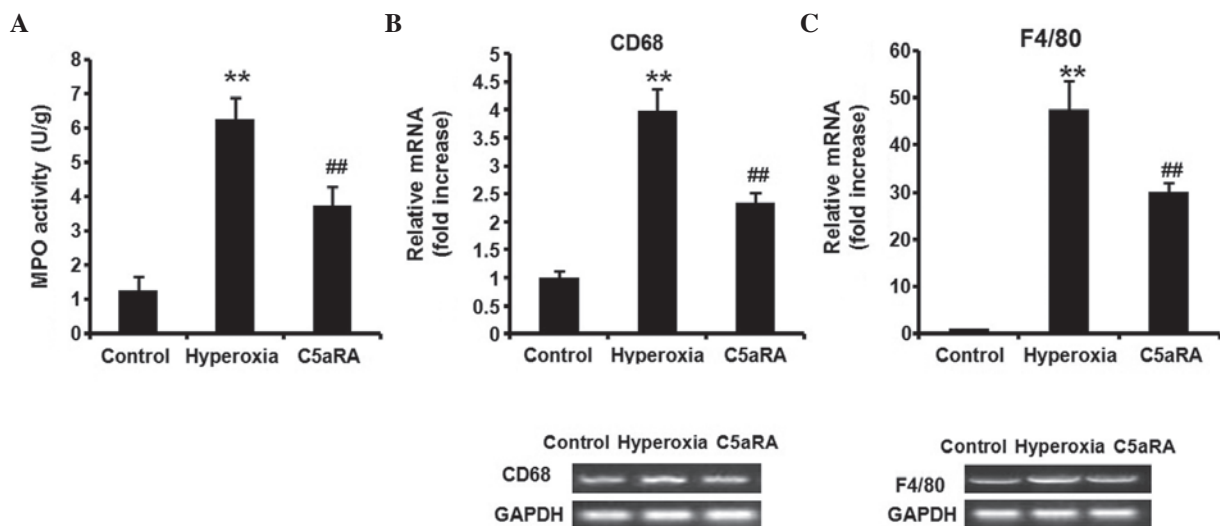 A
MPO activity (U/g)
8
7
6
5
4
3
2
1
0
**
##
Control Hyperoxia C5aRA
B
CD68
Relative mRNA
(fold increase)
5
4.5
4
3.5
3
2.5
2
1.5
1
0.5
0
**
##
Control Hyperoxia C5aRA
Control Hyperoxia C5aRA
CD68
GAPDH
C
F4/80
Relative mRNA
(fold increase)
60
50
40
30
20
10
0
**
##
Control Hyperoxia C5aRA
Control Hyperoxia C5aRA
F4/80
GAPDH